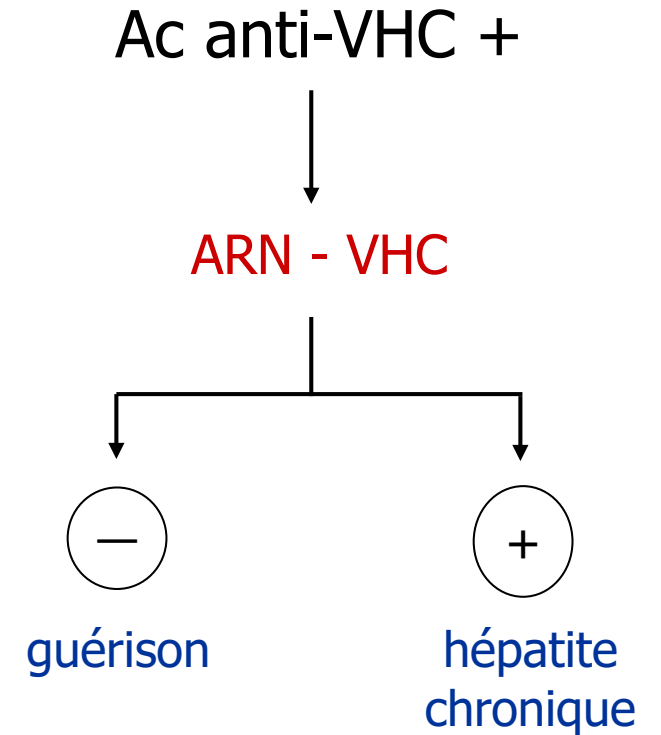 Ac anti-VHC +
ARN - VHC
— +
guérison
hépatite
chronique